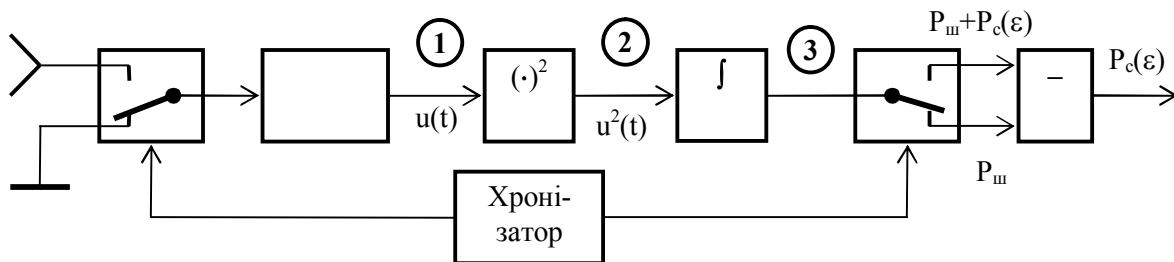 Pш+Pс(ε)
1
2
3
(·)²
∫
–
Pс(ε)
u(t)
u²(t)
Pш
Хроні-
затор